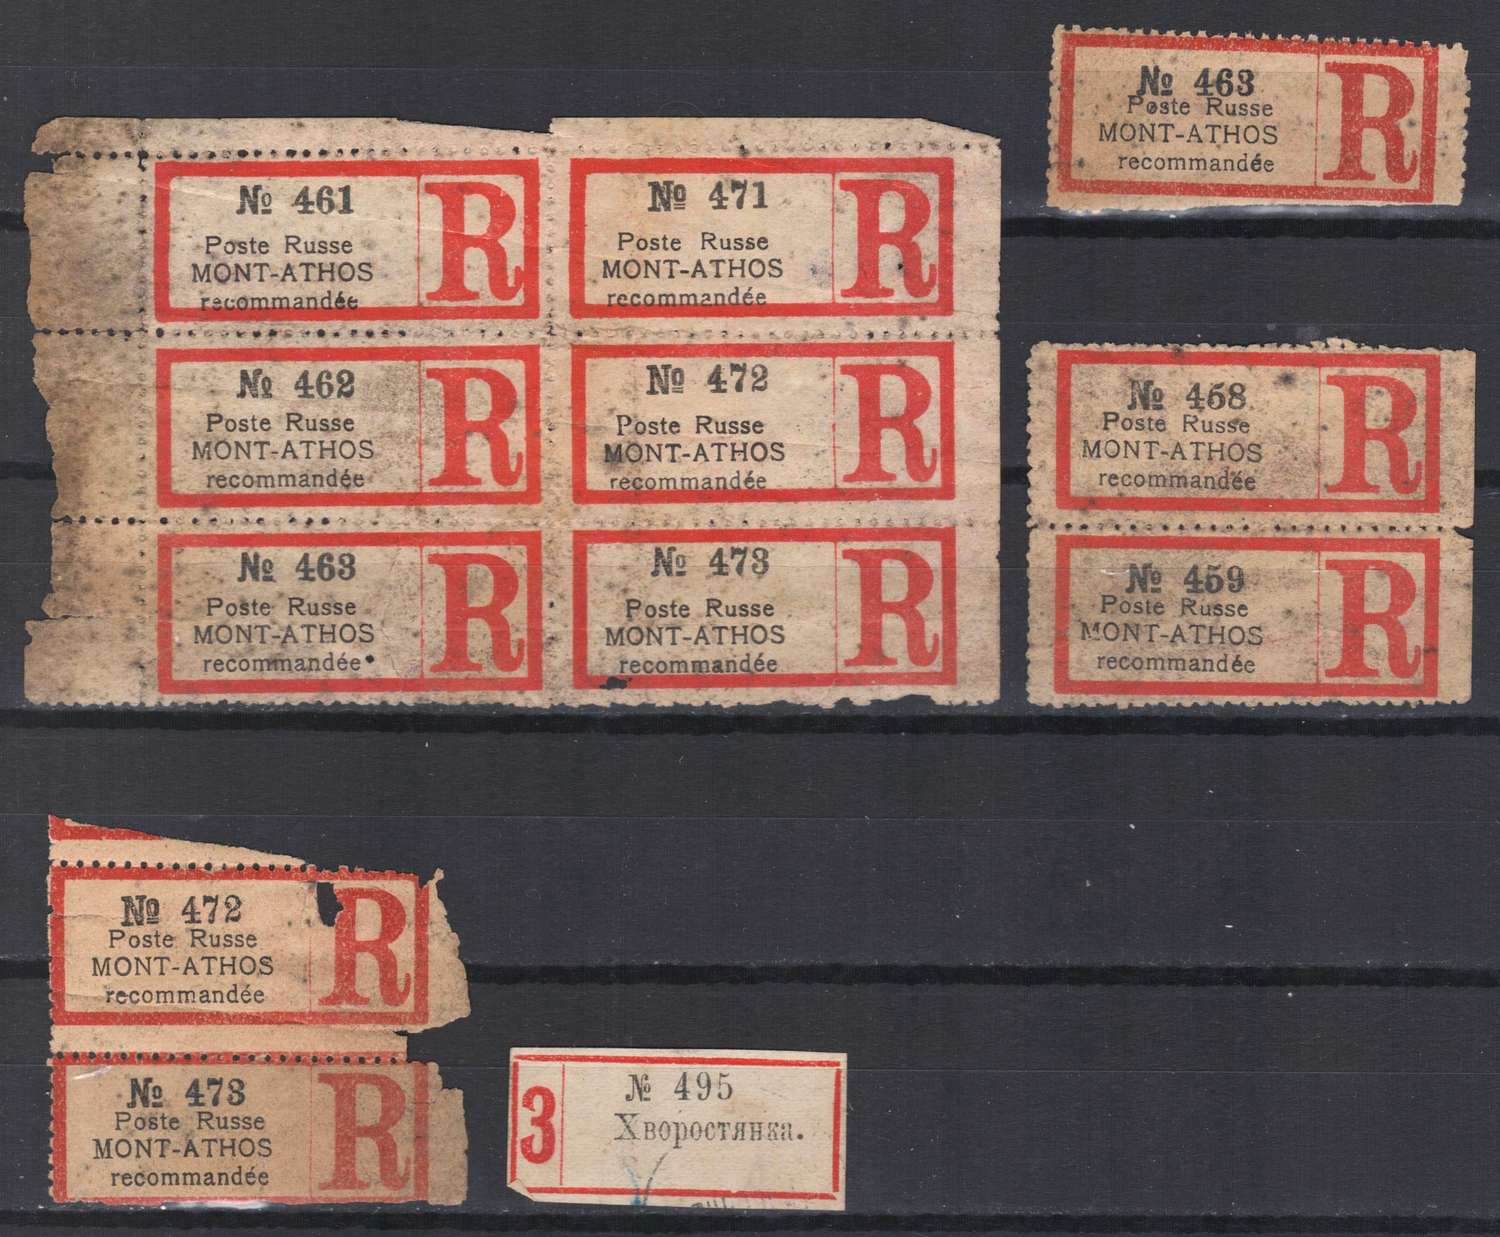 № 461
Poste Russe
MONT-ATHOS
recommandée
R
№ 471
Poste Russe
MONT-ATHOS
recommandée
R
№ 462
Poste Russe
MONT-ATHOS
recommandée
R
№ 472
Poste Russe
MONT-ATHOS
recommandée
R
№ 463
Poste Russe
MONT-ATHOS
recommandée
R
№ 473
Poste Russe
MONT-ATHOS
recommandée
R
№ 463
Poste Russe
MONT-ATHOS
recommandée
R
№ 458
Poste Russe
MONT-ATHOS
recommandée
R
№ 459
Poste Russe
MONT-ATHOS
recommandée
R
№ 472
Poste Russe
MONT-ATHOS
recommandée
R
№ 473
Poste Russe
MONT-ATHOS
recommandée
R
З
№ 495
Хворостянка.